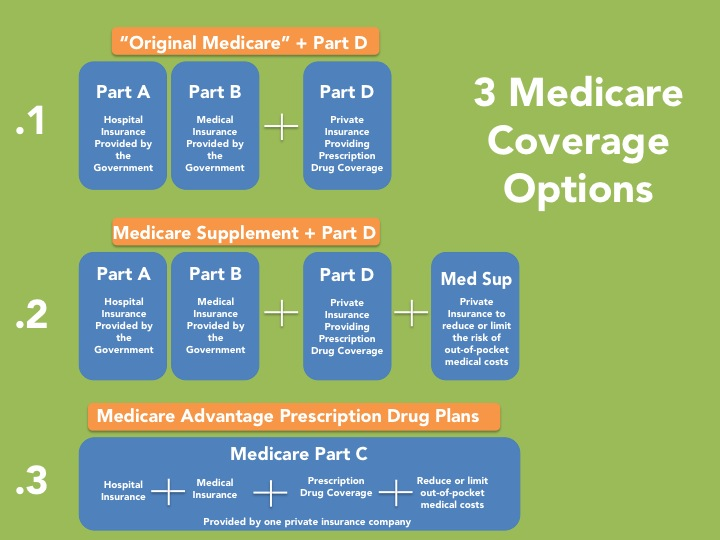 3 Medicare
Coverage
Options
.1
"Original Medicare" + Part D
Part A
Hospital
Insurance
Provided by
the
Government
Part B
Medical
Insurance
Provided by
the
Government
Part D
Private
Insurance
Providing
Prescription
Drug Coverage
.2
Medicare Supplement + Part D
Part A
Hospital
Insurance
Provided by
the
Government
Part B
Medical
Insurance
Provided by
the
Government
Part D
Private
Insurance
Providing
Prescription
Drug Coverage
Med Sup
Private
Insurance to
reduce or limit
the risk of
out-of-pocket
medical costs
.3
Medicare Advantage Prescription Drug Plans
Medicare Part C
Hospital
Insurance
Medical
Insurance
Prescription
Drug Coverage
Reduce or limit
out-of-pocket
medical costs
Provided by one private insurance company